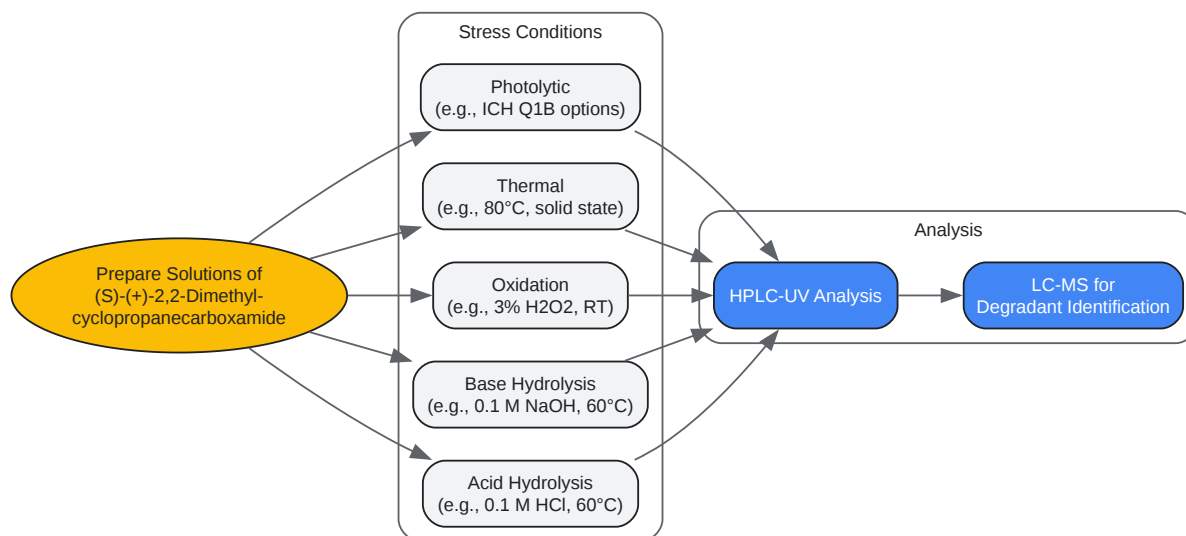 Stress Conditions
Photolytic
(e.g., ICH Q1B options)
Thermal
(e.g., 80°C, solid state)
Analysis
Prepare Solutions of
(S)-(+)-2,2-Dimethyl-
cyclopropanecarboxamide
Oxidation
(e.g., 3% H2O2, RT)
HPLC-UV Analysis
LC-MS for
Degradant Identification
Base Hydrolysis
(e.g., 0.1 M NaOH, 60°C)
Acid Hydrolysis
(e.g., 0.1 M HCl, 60°C)